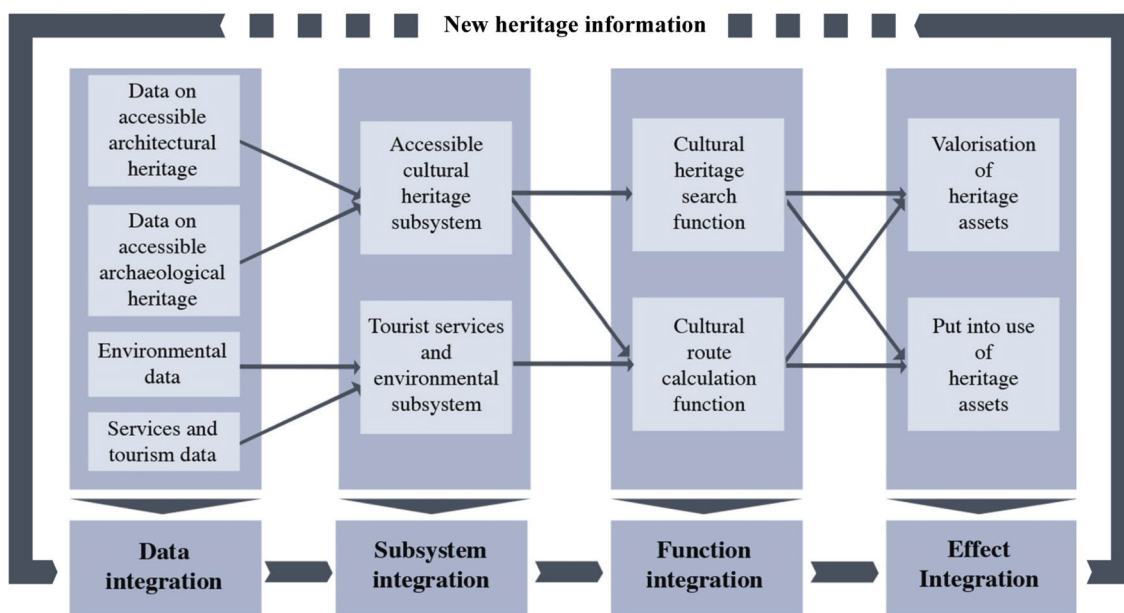 New heritage information
Data on
accessible
architectural
heritage
Data on
accessible
archaeological
heritage
Environmental
data
Services and
tourism data
Accessible
cultural
heritage
subsystem
Tourist services
and
environmental
subsystem
Cultural
heritage
search
function
Cultural
route
calculation
function
Valorisation
of
heritage
assets
Put into use
of
heritage
assets
Data
integration
Subsystem
integration
Function
integration
Effect
Integration